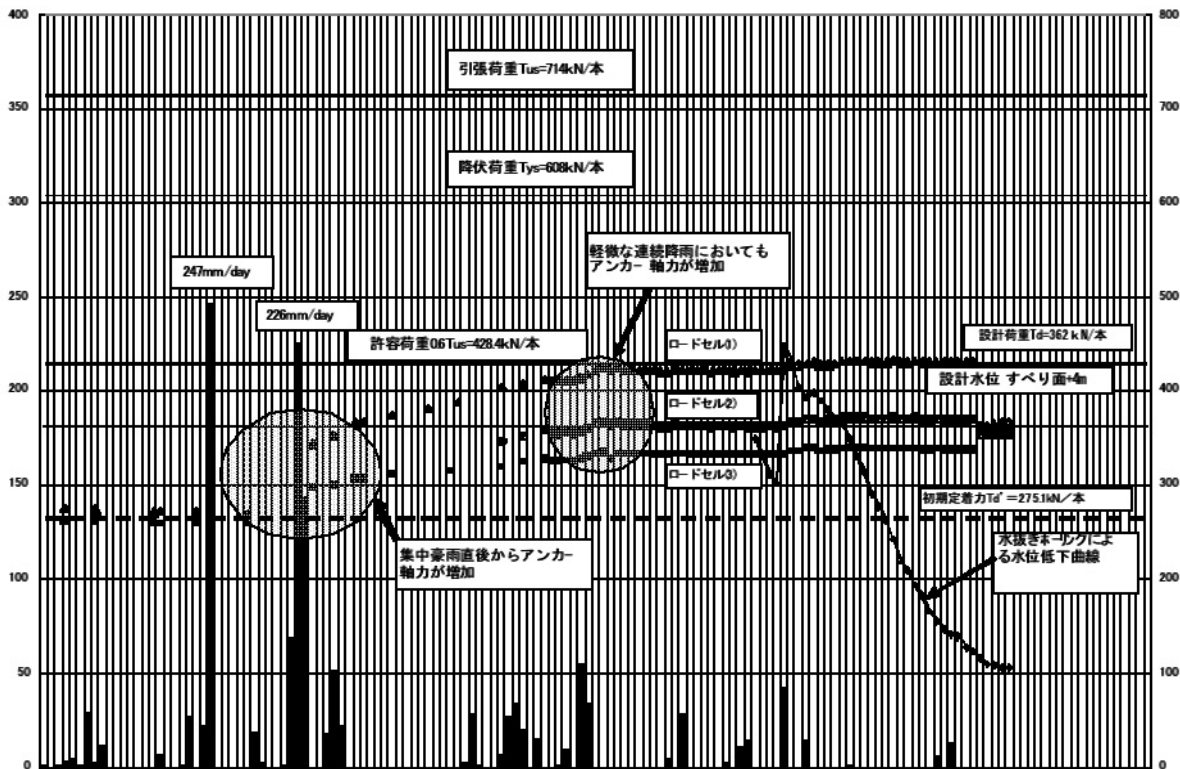 400
350
300
250
200
150
100
50
0
800
700
600
500
400
300
200
100
0
引張荷重Tus=714kN/本
降伏荷重Tys=608kN/本
軽微な連続降雨においても
アンカー 軸力が増加
247mm/day
226mm/day
許容荷重0.6Tus=428.4kN/本
ロードセル(1)
設計荷重Td=362kN/本
設計水位 すべり面+4m
ロードセル(2)
ロードセル(3)
初期定着力Td'=275.1kN/本
集中豪雨直後からアンカー
軸力が増加
水抜きボーリングによ
る水位低下曲線